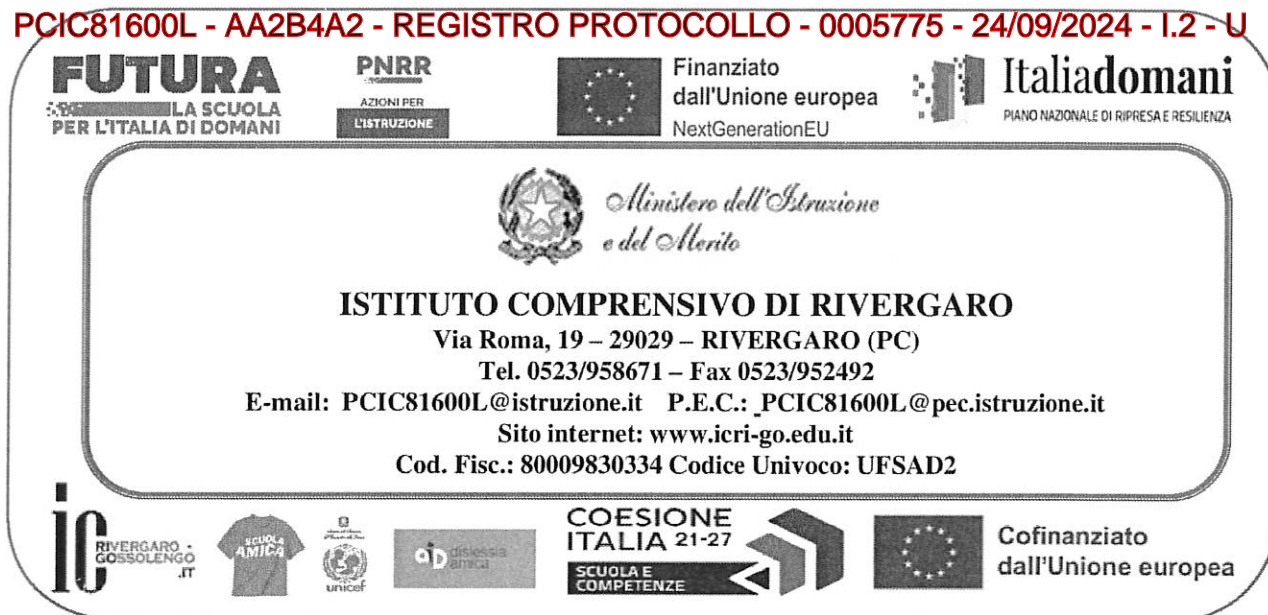 PCIC81600L - AA2B4A2 - REGISTRO PROTOCOLLO - 0005775 - 24/09/2024 - I.2 - U
FUTURA
LA SCUOLA
PER L'ITALIA DI DOMANI
PNRR
AZIONI PER
L'ISTRUZIONE
Finanziato
dall'Unione europea
NextGenerationEU
Italiadomani
PIANO NAZIONALE DI RIPRESA E RESILIENZA
Ministero dell'Istruzione
e del Merito
ISTITUTO COMPRENSIVO DI RIVERGARO
Via Roma, 19 – 29029 – RIVERGARO (PC)
Tel. 0523/958671 – Fax 0523/952492
E-mail: PCIC81600L@istruzione.it P.E.C.: PCIC81600L@pec.istruzione.it
Sito internet: www.icri-go.edu.it
Cod. Fisc.: 80009830334 Codice Univoco: UFSAD2
ic
RIVERGARO -
GOSSOLENGO
.IT
SCUOLA
AMICA
unicef
aiD dislessia
amica
COESIONE
ITALIA 21-27
SCUOLA E
COMPETENZE
Cofinanziato
dall'Unione europea